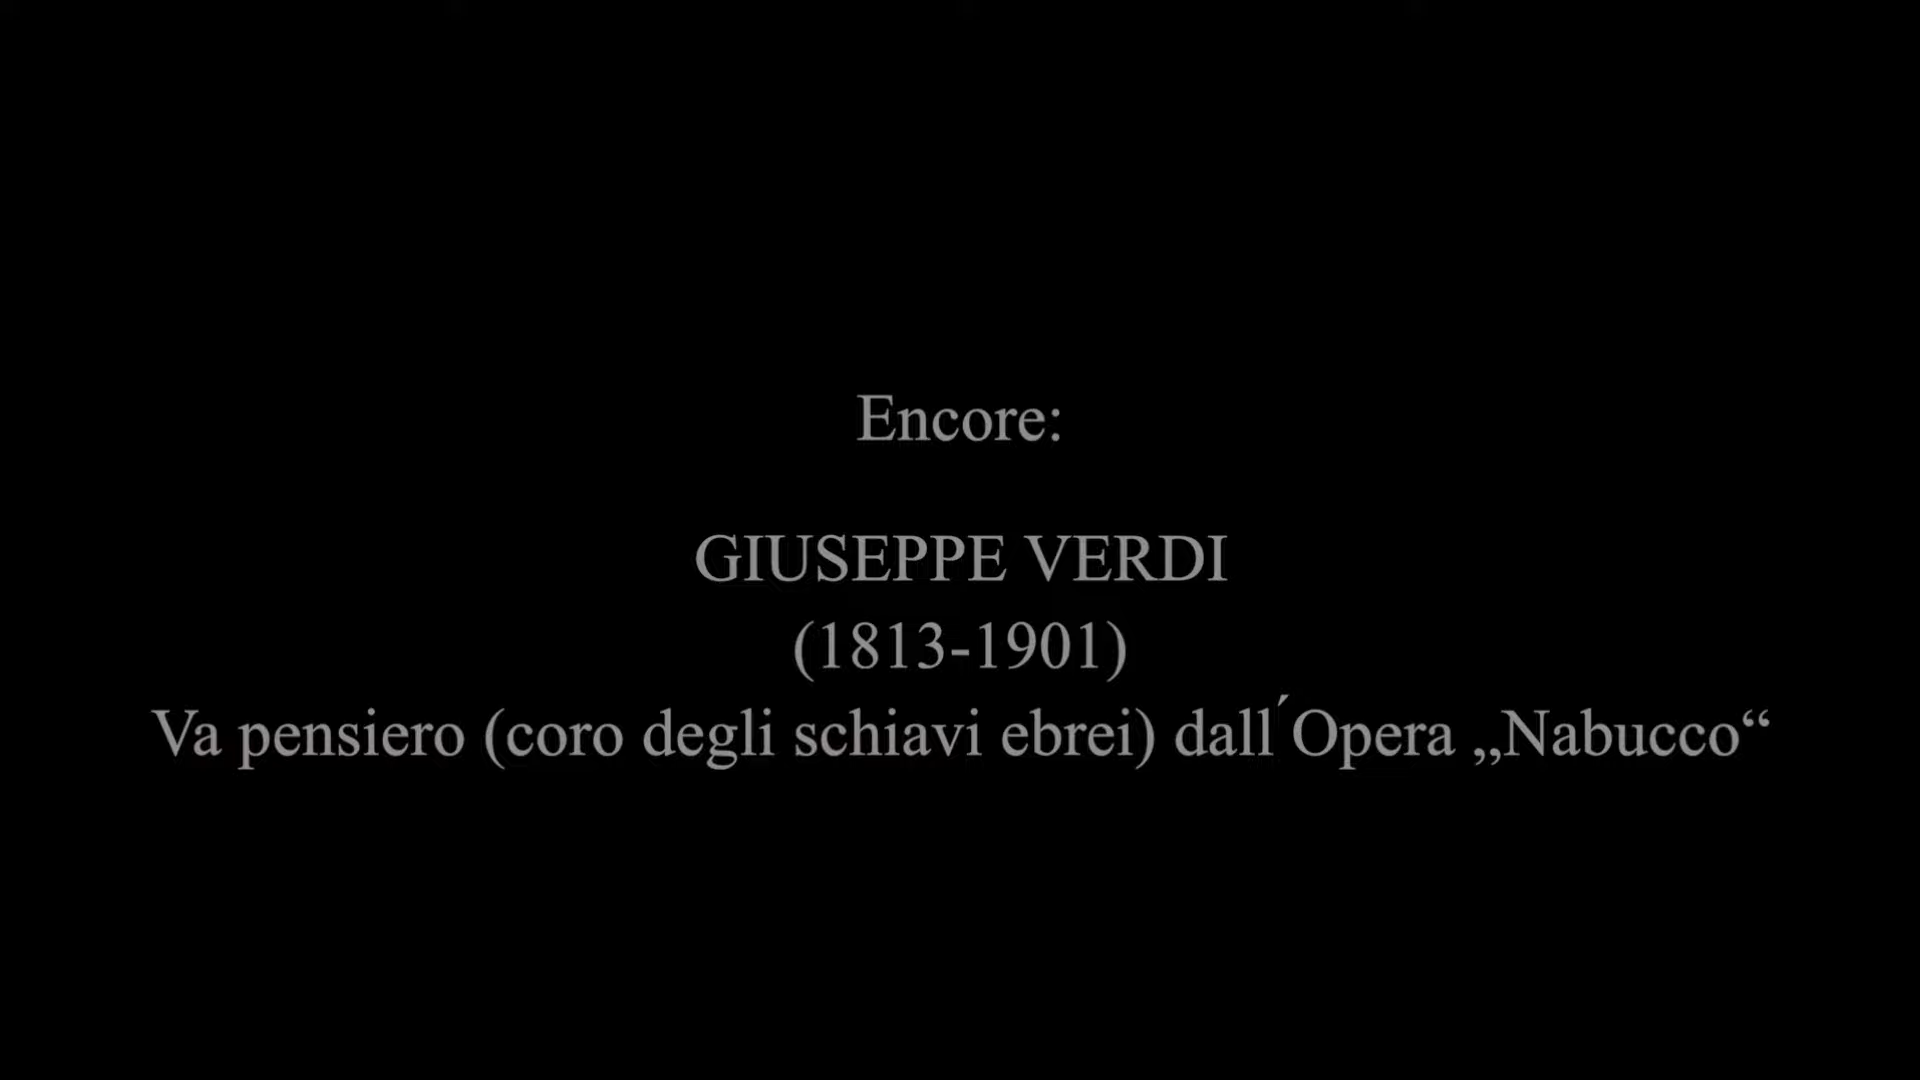 Encore:
GIUSEPPE VERDI
(1813-1901)
Va pensiero (coro degli schiavi ebrei) dall´Opera „Nabucco“